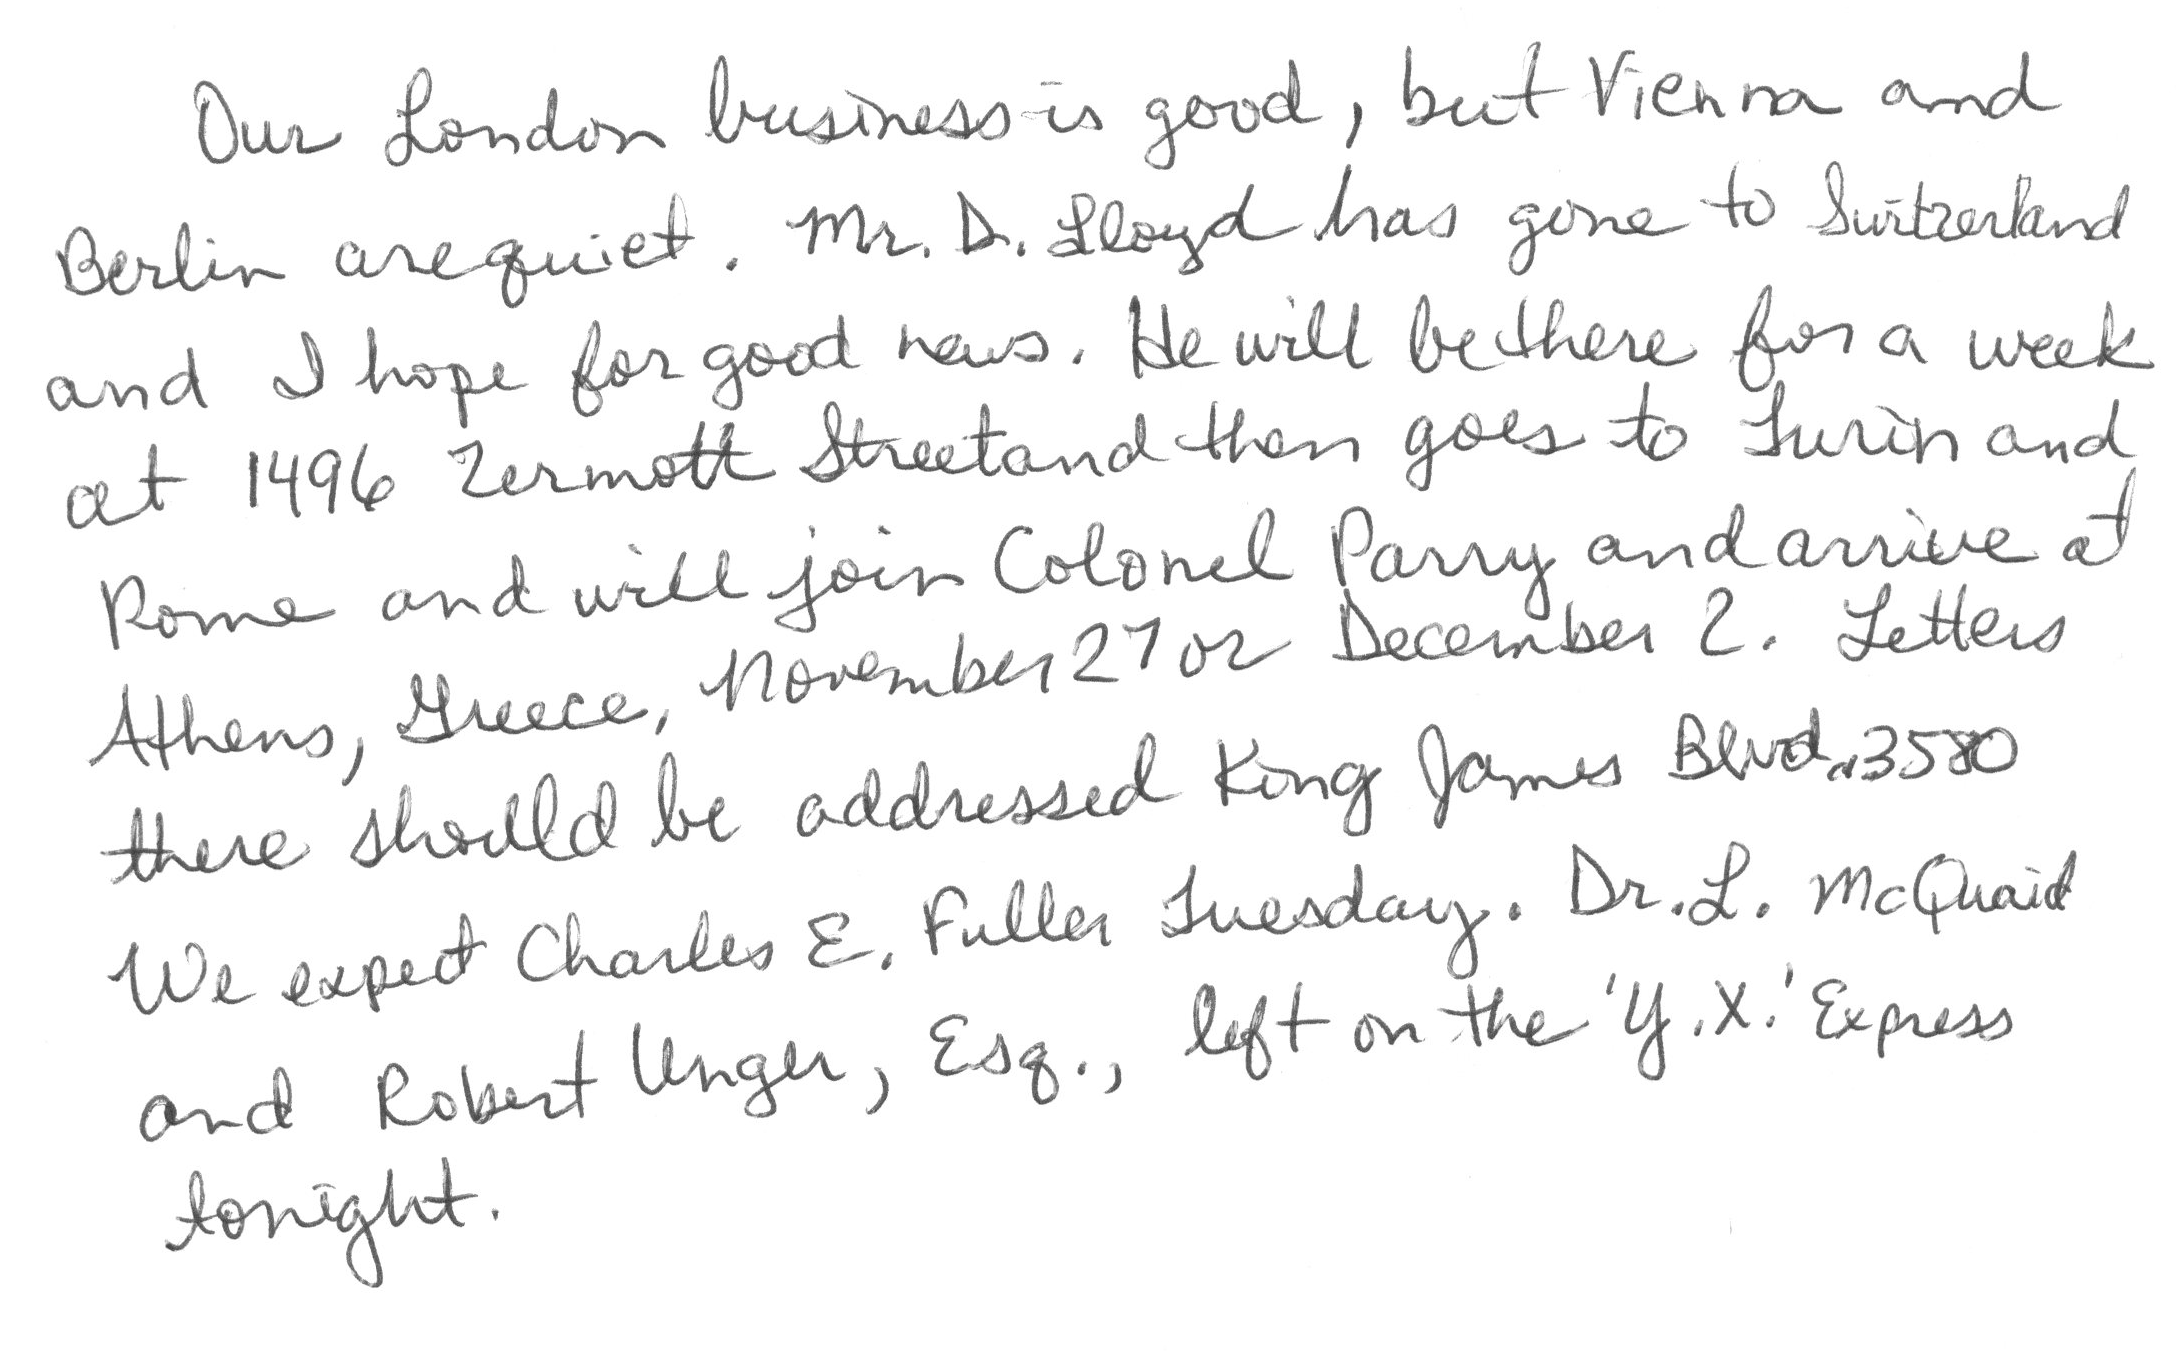 Our London business is good, but Vienna and
Berlin are quiet. Mr. D. Lloyd has gone to Switzerland
and I hope for good news. He will be there for a week
at 1496 Zermott Street and then goes to Turin and
Rome and will join Colonel Parry and arrive at
Athens, Greece, November 27 or December 2. Letters
there should be addressed King James Blvd. 3580
We expect Charles E. Fuller Tuesday. Dr. L. McQuaid
and Robert Unger, Esq., left on the 'Y.X.' Express
tonight.